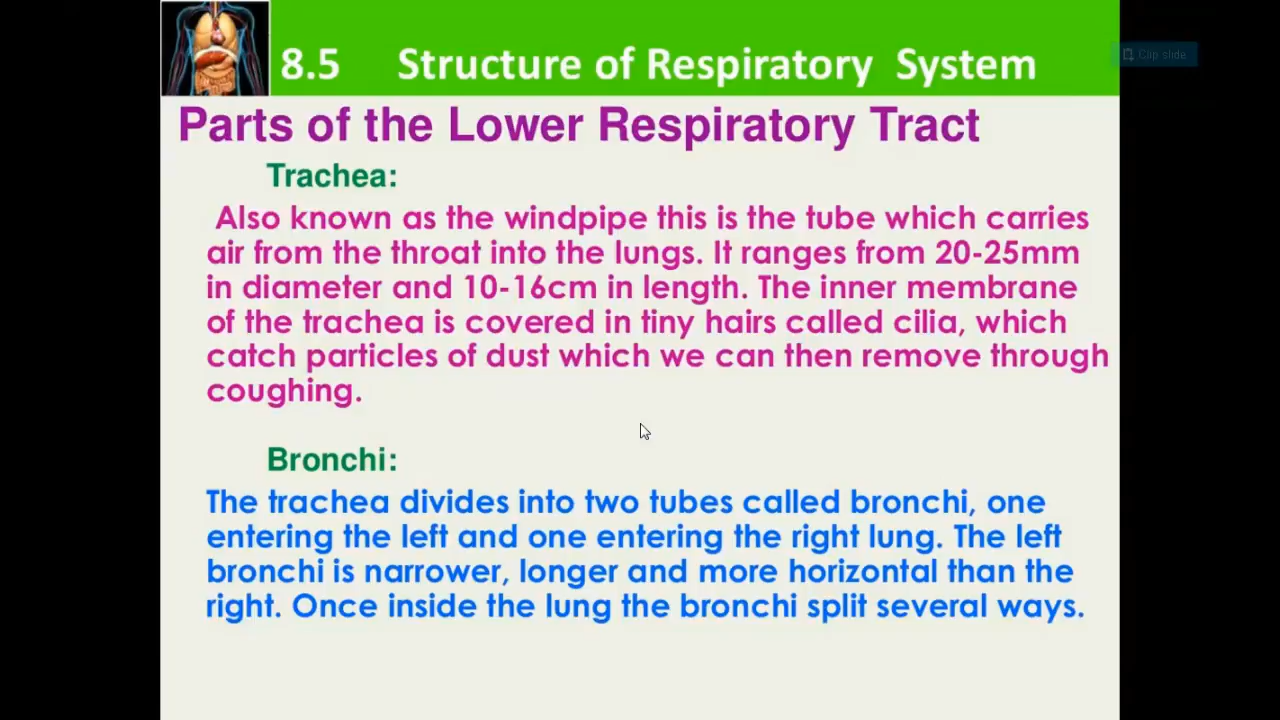 8.5 Structure of Respiratory System
Clip slide
Parts of the Lower Respiratory Tract
Trachea:
Also known as the windpipe this is the tube which carries
air from the throat into the lungs. It ranges from 20-25mm
in diameter and 10-16cm in length. The inner membrane
of the trachea is covered in tiny hairs called cilia, which
catch particles of dust which we can then remove through
coughing.
Bronchi:
The trachea divides into two tubes called bronchi, one
entering the left and one entering the right lung. The left
bronchi is narrower, longer and more horizontal than the
right. Once inside the lung the bronchi split several ways.